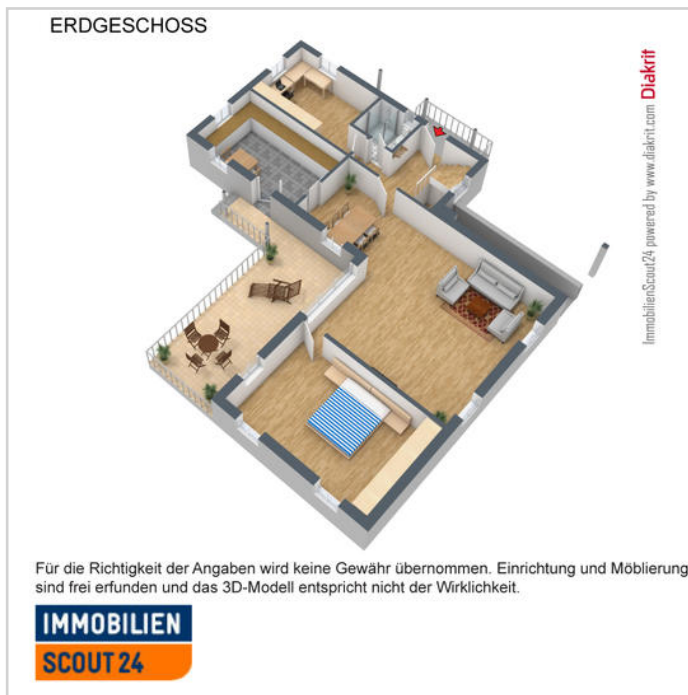 ERDGESCHOSS
ImmobilienScout24 powered by www.diakrit.com Diakrit
Für die Richtigkeit der Angaben wird keine Gewähr übernommen. Einrichtung und Möblierung
sind frei erfunden und das 3D-Modell entspricht nicht der Wirklichkeit.
IMMOBILIEN
SCOUT 24